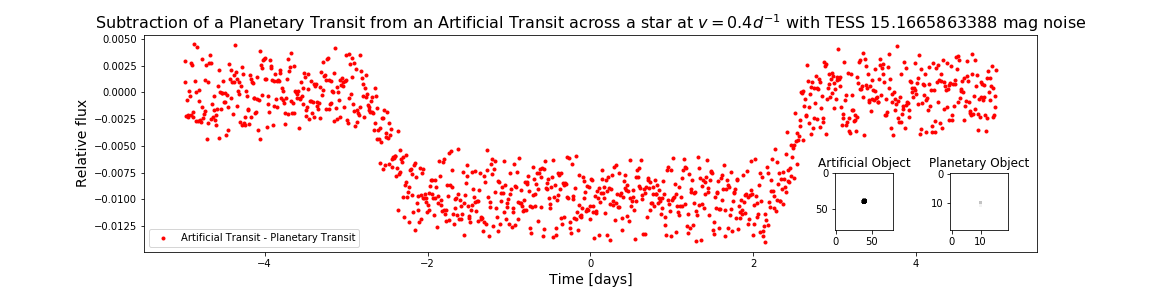 Subtraction of a Planetary Transit from an Artificial Transit across a star at v = 0.4d⁻¹ with TESS 15.1665863388 mag noise
Relative flux
0.0050
0.0025
0.0000
−0.0025
−0.0050
−0.0075
−0.0100
−0.0125
Artificial Transit - Planetary Transit
Artificial Object
0
50
0 50
Planetary Object
0
10
0 10
−4 −2 0 2 4
Time [days]